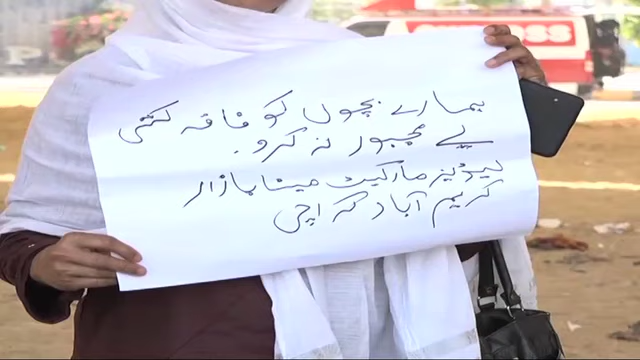 ہمارے بچوں کو فاقہ کشی
پے مجبور نہ کرو۔
لیڈیز مارکیٹ مینا بازار
کریم آباد کراچی